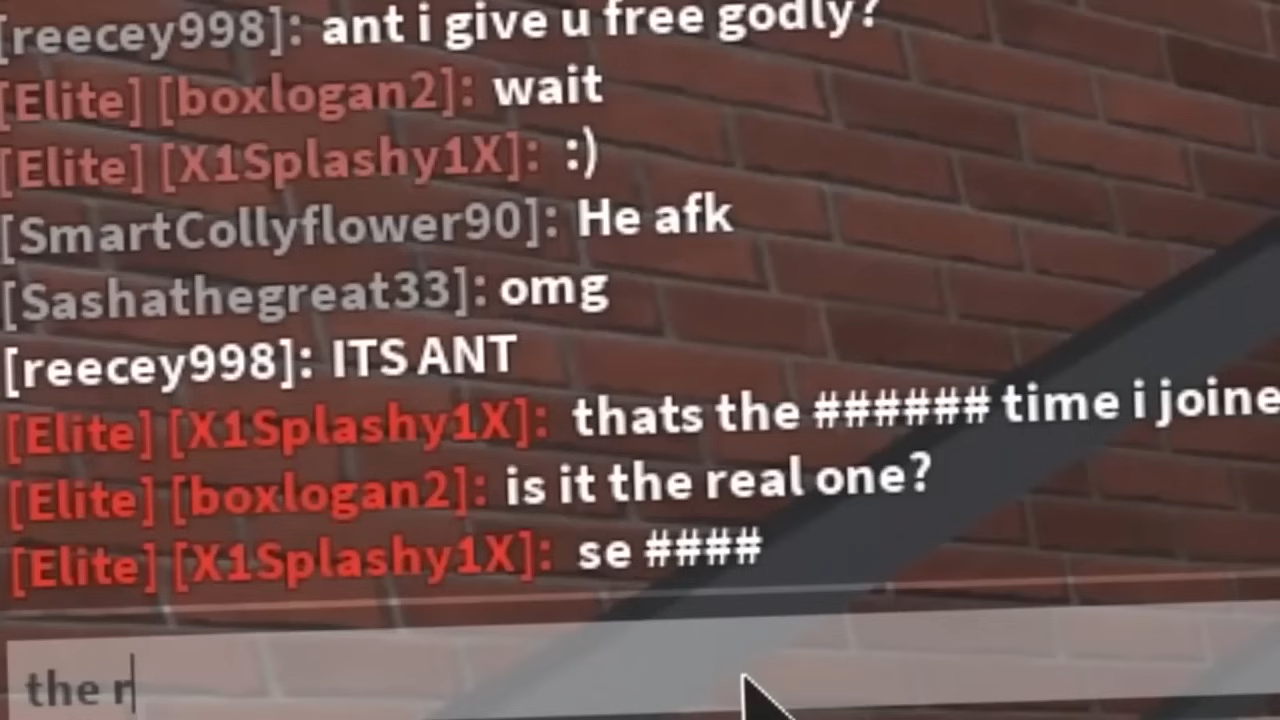 [reecey998]: ant i give u free godly?
[Elite] [boxlogan2]: wait
[Elite] [X1Splashy1X]: :)
[SmartCollyflower90]: He afk
[Sashathegreat33]: omg
[reecey998]: ITS ANT
[Elite] [X1Splashy1X]: thats the ###### time i joine
[Elite] [boxlogan2]: is it the real one?
[Elite] [X1Splashy1X]: se ####
the r